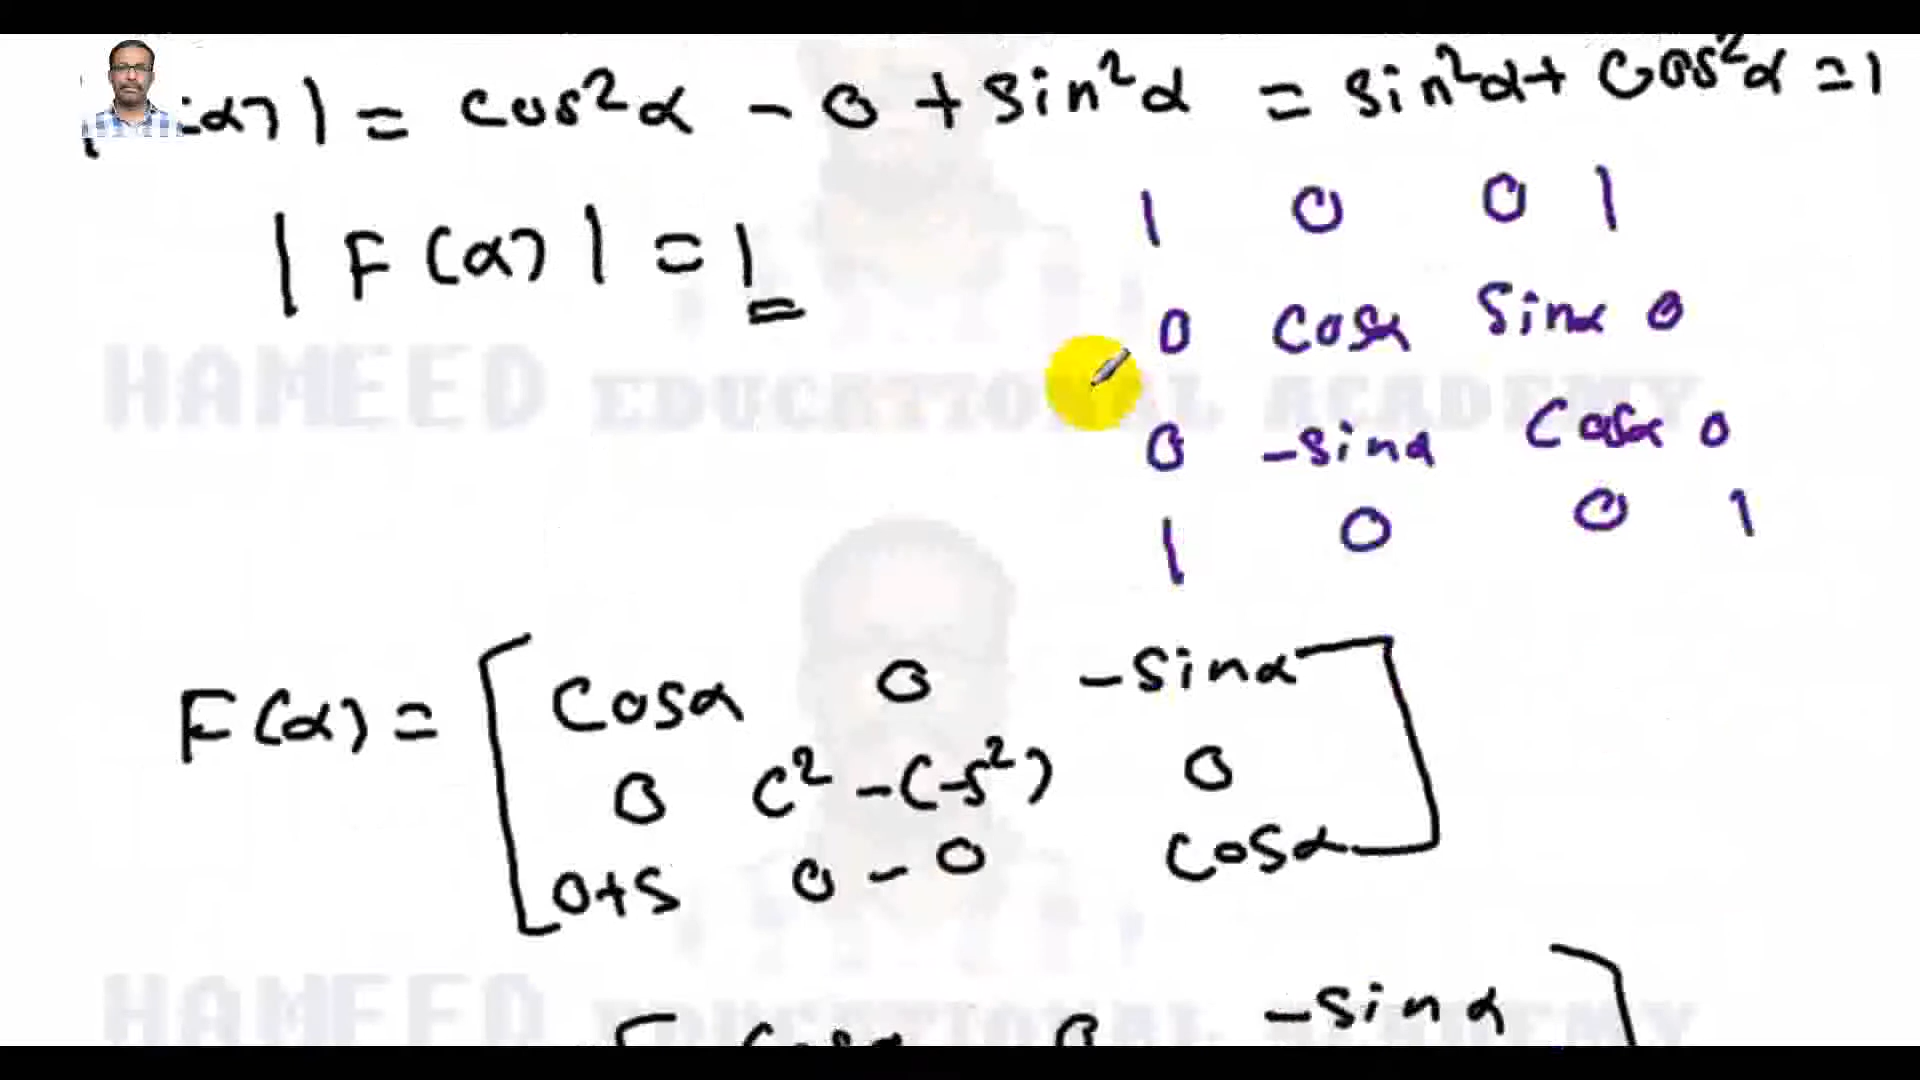 α)| = cos²α - 0 + sin²α = sin²α + cos²α = 1
|F(α)| = 1
1 0 0 1
0 cosα sinα 0
0 -sinα cosα 0
1 0 0 1
HAMEED EDUCATIONAL ACADEMY
F(α) = [cosα 0 -sinα
0 c² - (-s²) 0
0+s 0 - 0 cosα]
HAMEED EDUCATIONAL ACADEMY
[cosα 0 -sinα]